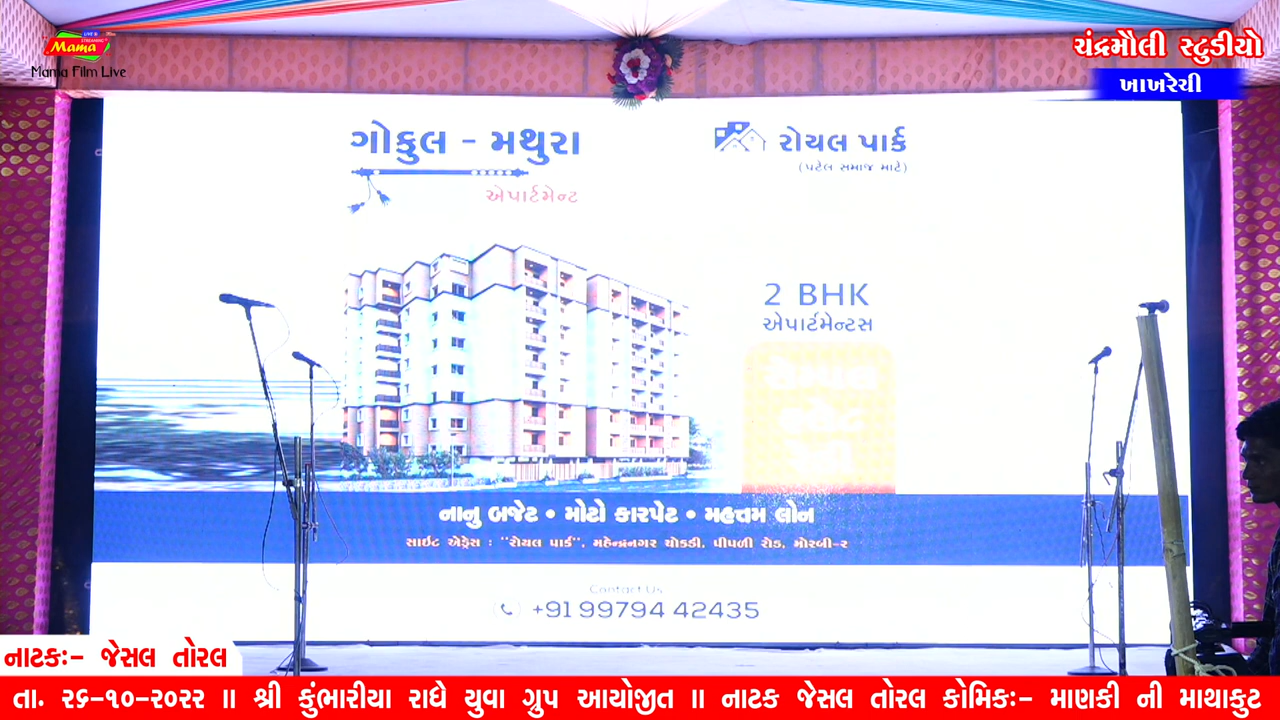 LIVE
STREAMING
Mama
Mama Film Live
ચંદ્રમૌલી સ્ટુડીયો
ખાખરેચી
ગોકુલ - મથુરા
એપાર્ટમેન્ટ
રોયલ પાર્ક
(પટેલ સમાજ માટે)
2 BHK
એપાર્ટમેન્ટસ
નાનુ બજેટ • મોટો કારપેટ • મહત્તમ લોન
સાઈટ એડ્રેસ : "રોયલ પાર્ક", મહેન્દ્રનગર ચોકડી, પીપળી રોડ, મોરબી-૨
Contact Us
+91 99794 42435
નાટકઃ- જેસલ તોરલ
તા. ૨૬-૧૦-૨૦૨૨ ॥ શ્રી કુંભારીયા રાધે યુવા ગ્રુપ આયોજીત ॥ નાટક જેસલ તોરલ કોમિકઃ- માણકી ની માથાકુટ